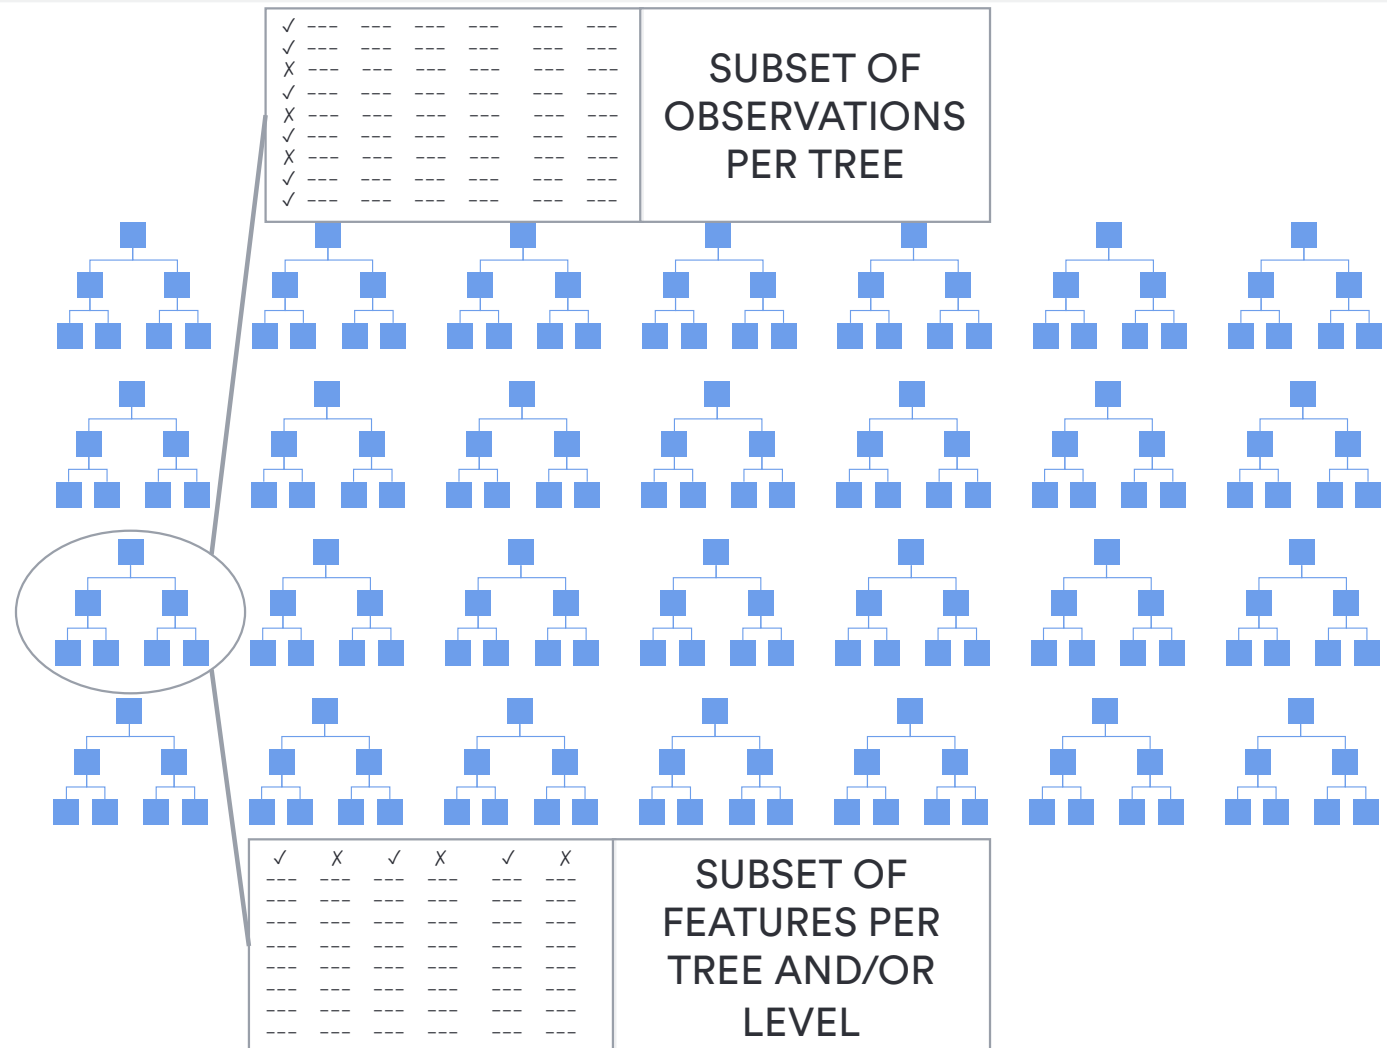 ✓ --- --- --- --- --- ---
✓ --- --- --- --- --- ---
✗ --- --- --- --- --- ---
✓ --- --- --- --- --- ---
✗ --- --- --- --- --- ---
✓ --- --- --- --- --- ---
✗ --- --- --- --- --- ---
✓ --- --- --- --- --- ---
✓ --- --- --- --- --- ---
SUBSET OF
OBSERVATIONS
PER TREE
✓ ✗ ✓ ✗ ✓ ✗
--- --- --- --- --- ---
--- --- --- --- --- ---
--- --- --- --- --- ---
--- --- --- --- --- ---
--- --- --- --- --- ---
--- --- --- --- --- ---
--- --- --- --- --- ---
--- --- --- --- --- ---
SUBSET OF
FEATURES PER
TREE AND/OR
LEVEL